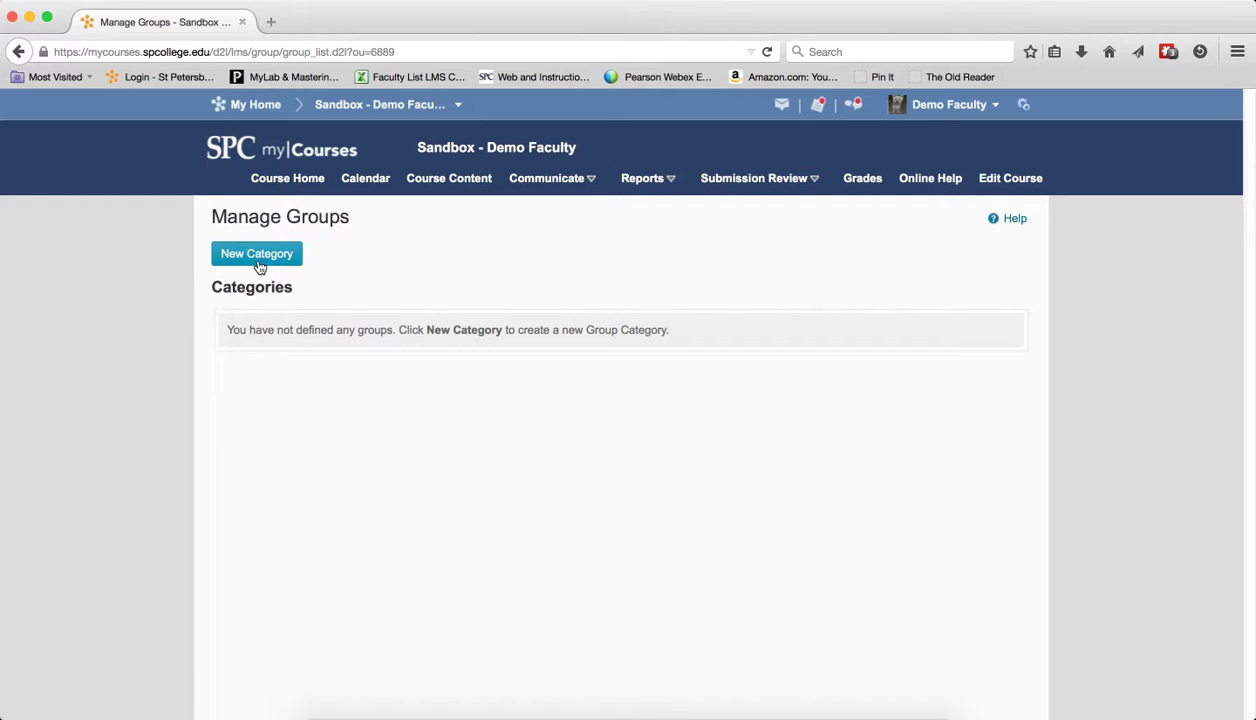 Manage Groups - Sandbox ...
https://mycourses.spcollege.edu/d2l/lms/group/group_list.d2l?ou=6889
Search
Most Visited
Login - St Petersb...
MyLab & Mastering...
Faculty List LMS C...
SPC Web and Instructio...
Pearson Webex E...
Amazon.com: You...
Pin It
The Old Reader
My Home
Sandbox - Demo Facu...
Demo Faculty
SPC my|Courses
Sandbox - Demo Faculty
Course Home
Calendar
Course Content
Communicate
Reports
Submission Review
Grades
Online Help
Edit Course
Manage Groups
Help
New Category
Categories
You have not defined any groups. Click New Category to create a new Group Category.